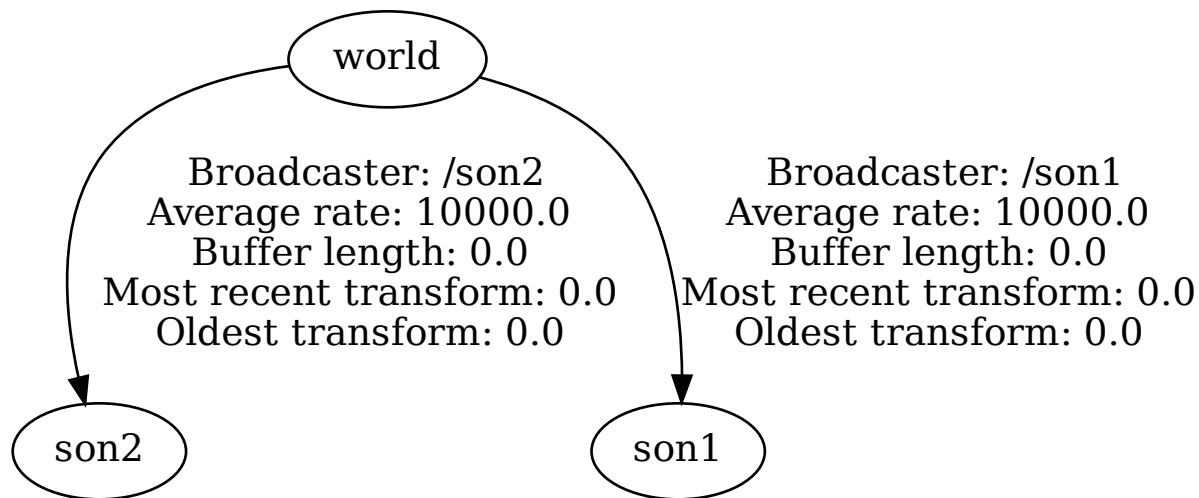 world
Broadcaster: /son2
Average rate: 10000.0
Buffer length: 0.0
Most recent transform: 0.0
Oldest transform: 0.0
Broadcaster: /son1
Average rate: 10000.0
Buffer length: 0.0
Most recent transform: 0.0
Oldest transform: 0.0
son2
son1